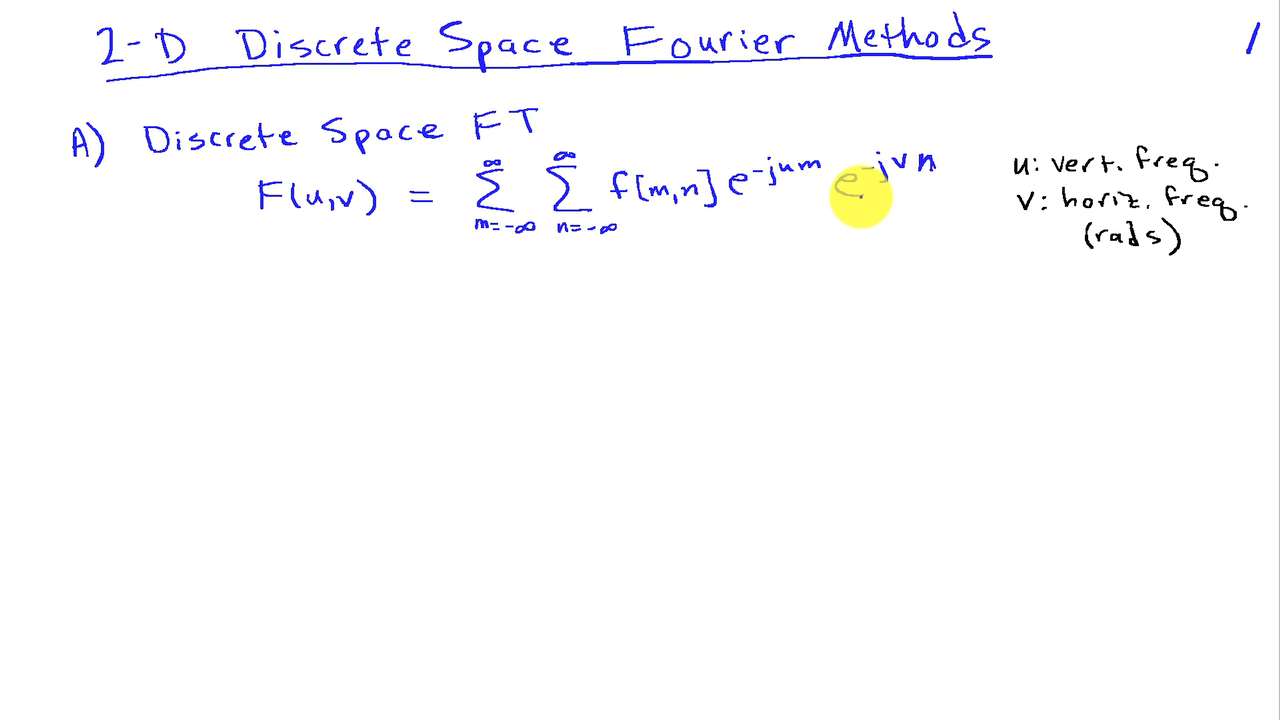 2-D Discrete Space Fourier Methods 1
A) Discrete Space FT
F(u,v) = ∑_{m=-∞}^{∞} ∑_{n=-∞}^{∞} f[m,n] e^{-jum} e^{-jvn}
u: vert. freq.
v: horiz. freq.
(rads)